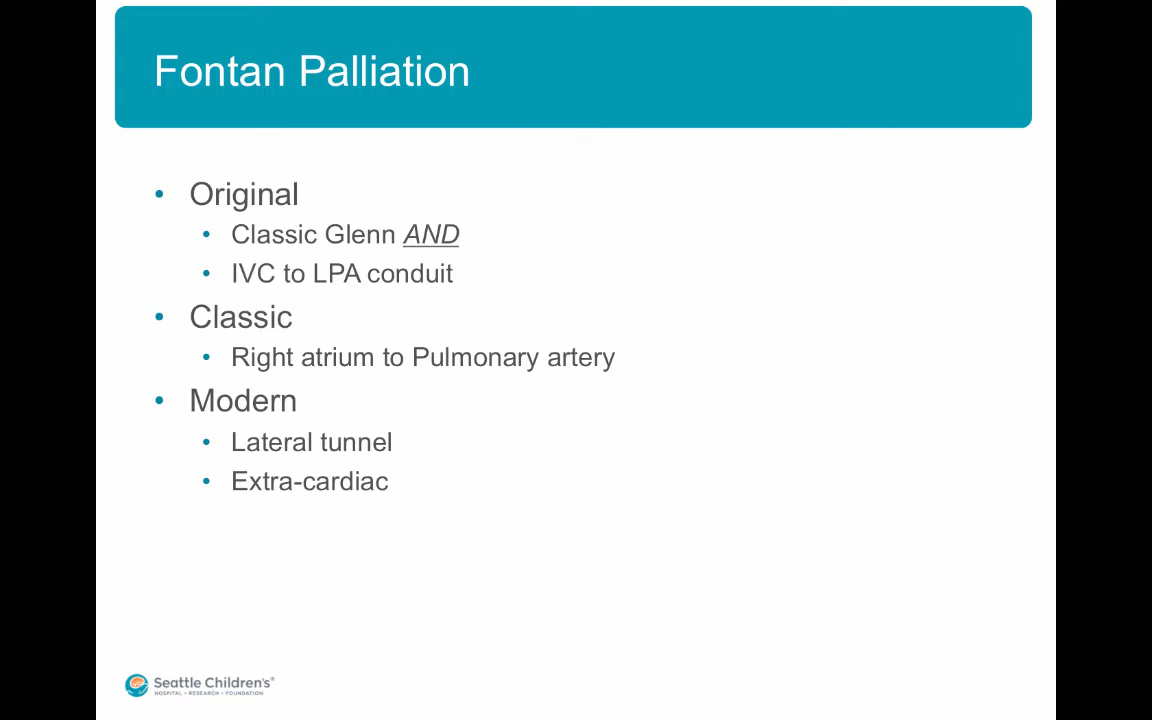 Fontan Palliation
• Original
• Classic Glenn AND
• IVC to LPA conduit
• Classic
• Right atrium to Pulmonary artery
• Modern
• Lateral tunnel
• Extra-cardiac
Seattle Children's®
HOSPITAL • RESEARCH • FOUNDATION